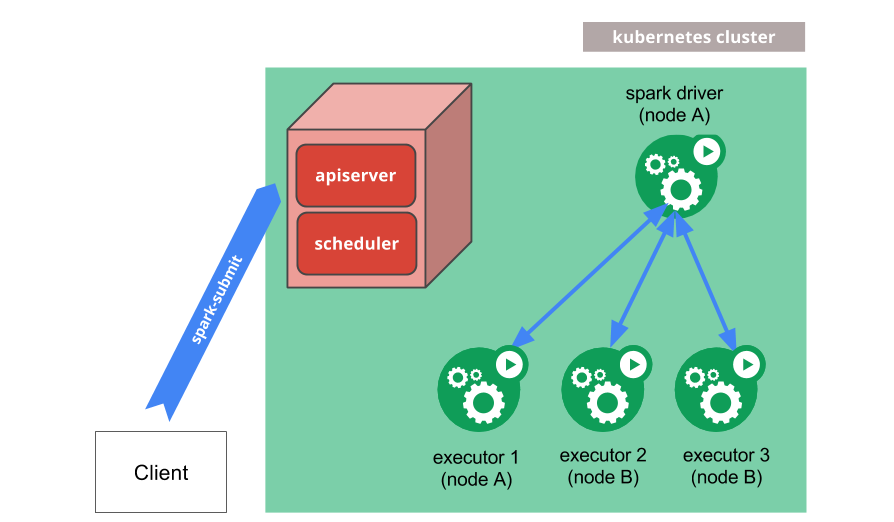 kubernetes cluster
spark driver
(node A)
apiserver
scheduler
spark-submit
Client
executor 1
(node A)
executor 2
(node B)
executor 3
(node B)